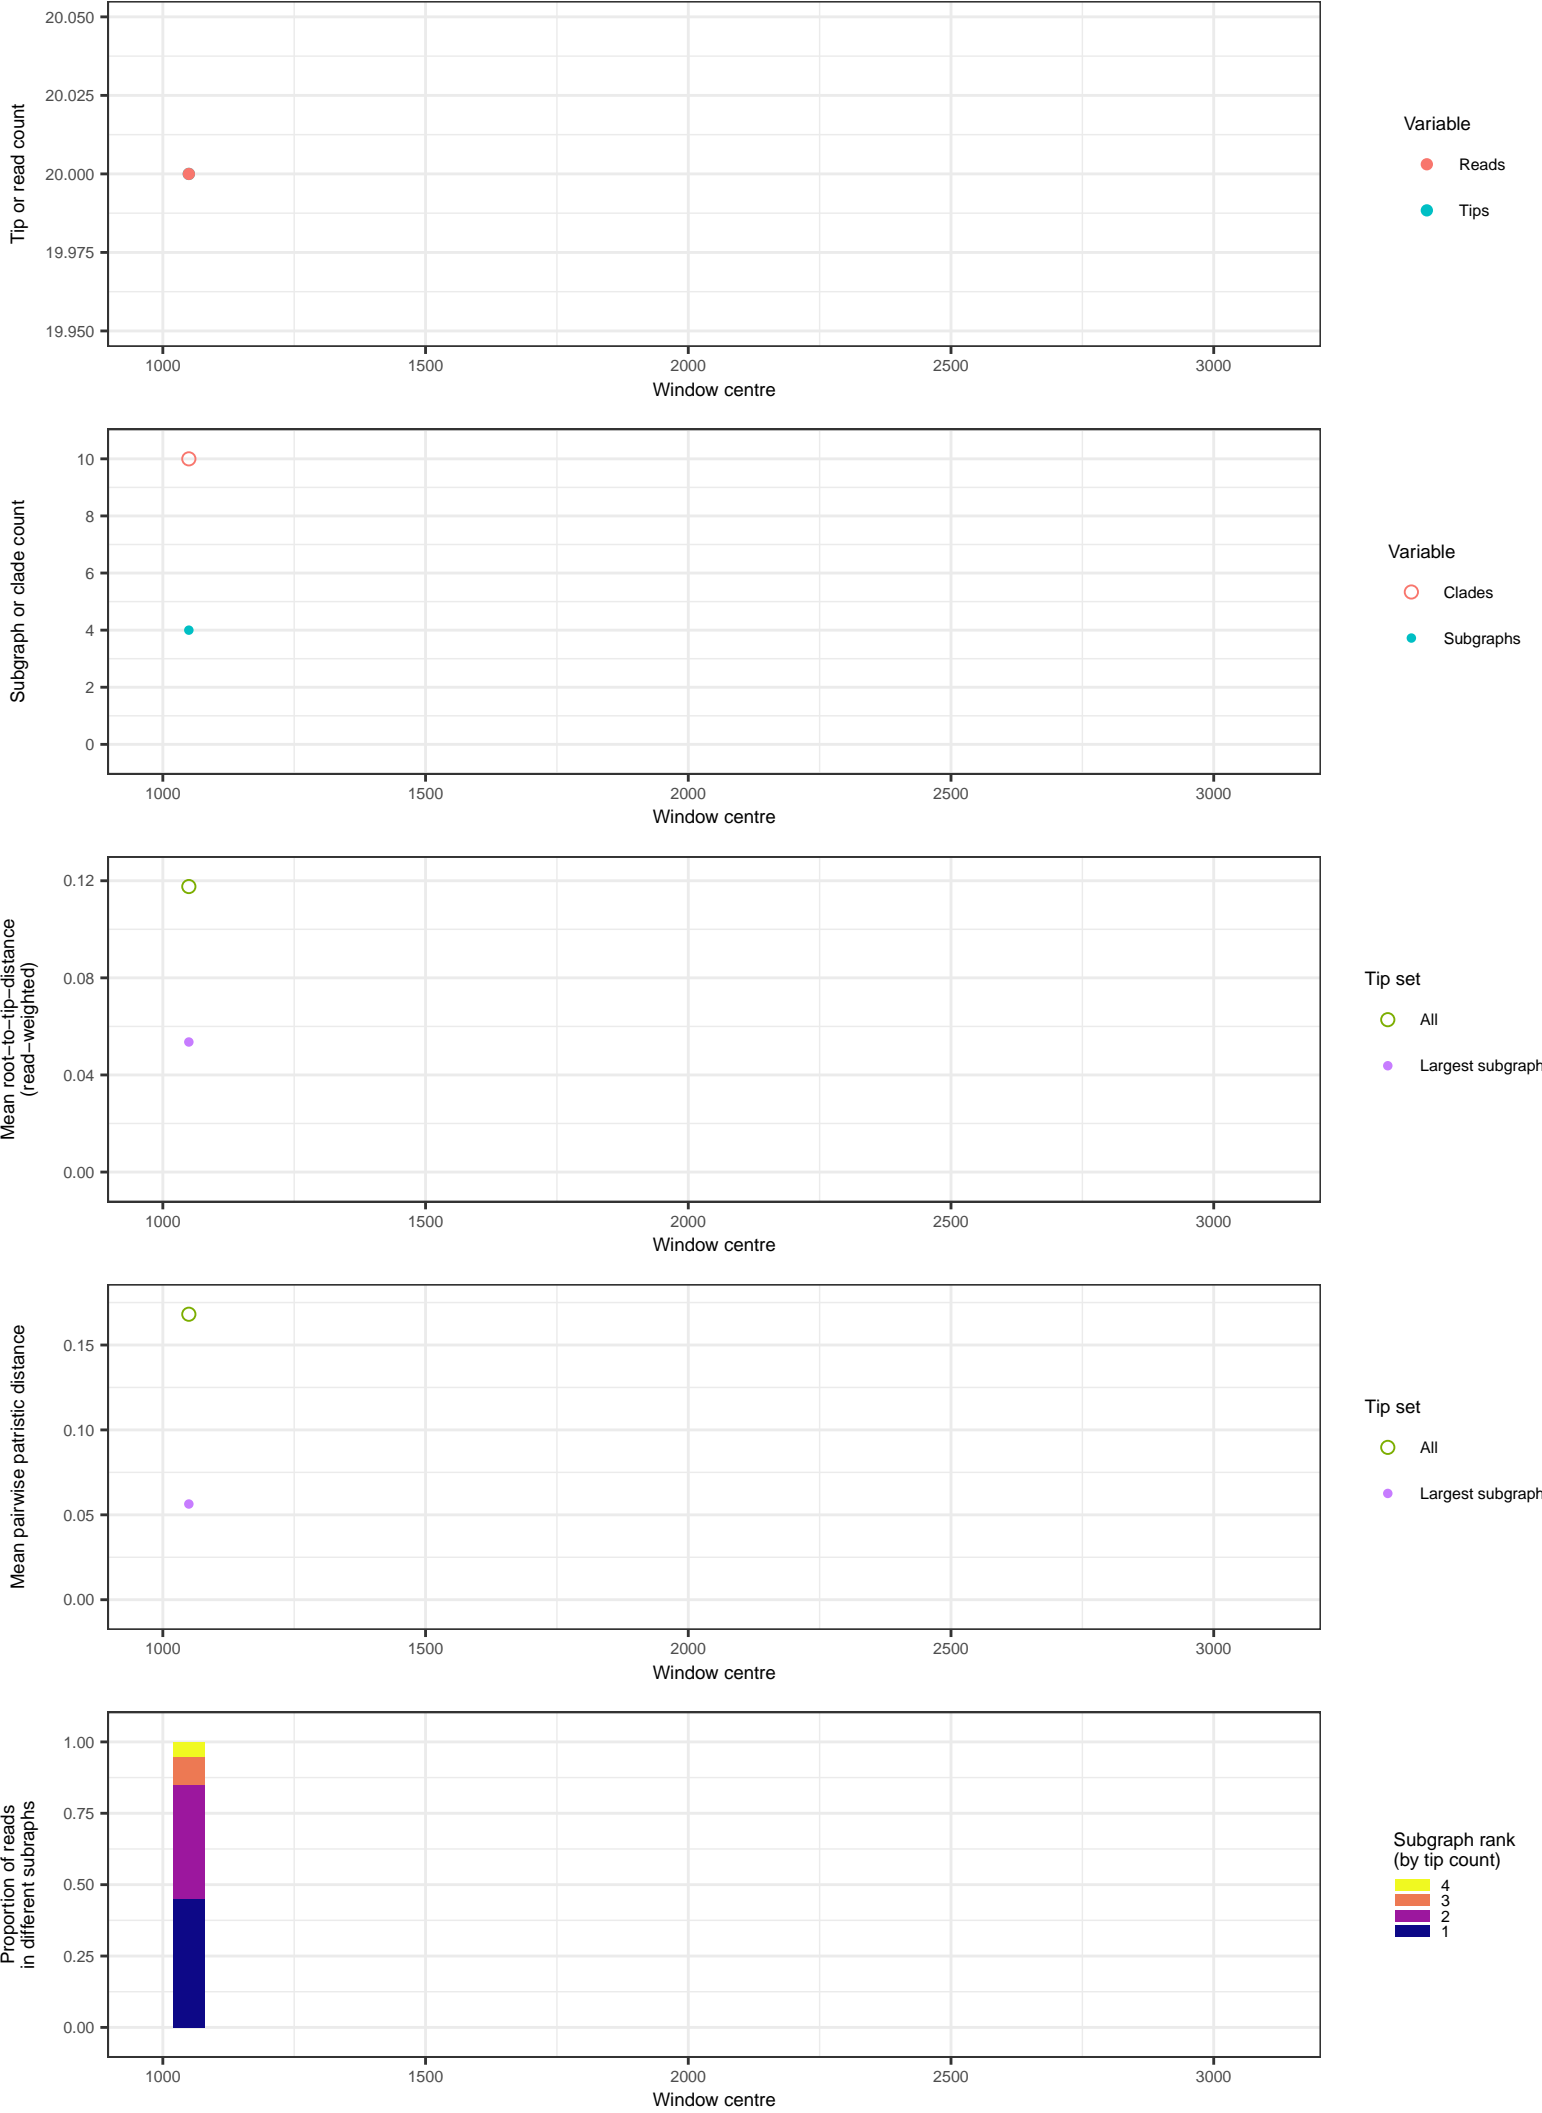 20.050
20.025
20.000
19.975
19.950
Tip or read count
1000 1500 2000 2500 3000
Window centre
Variable
Reads
Tips
10
8
6
4
2
0
Subgraph or clade count
1000 1500 2000 2500 3000
Window centre
Variable
Clades
Subgraphs
0.12
0.08
0.04
0.00
Mean root−to−tip−distance
(read−weighted)
1000 1500 2000 2500 3000
Window centre
Tip set
All
Largest subgraph
0.15
0.10
0.05
0.00
Mean pairwise patristic distance
1000 1500 2000 2500 3000
Window centre
Tip set
All
Largest subgraph
1.00
0.75
0.50
0.25
0.00
Proportion of reads
in different subraphs
1000 1500 2000 2500 3000
Window centre
Subgraph rank
(by tip count)
4
3
2
1